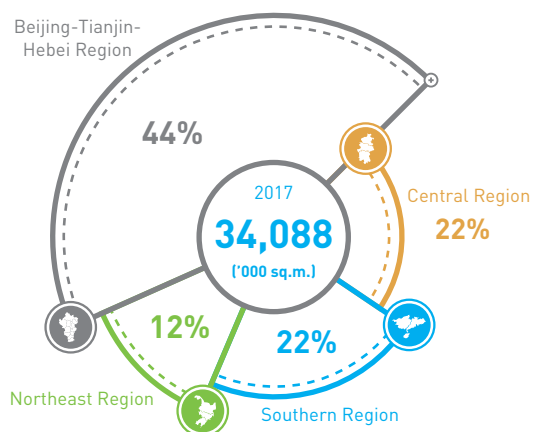 Beijing-Tianjin-
Hebei Region
44%
2017
34,088
('000 sq.m.)
Central Region
22%
12%
22%
Northeast Region
Southern Region